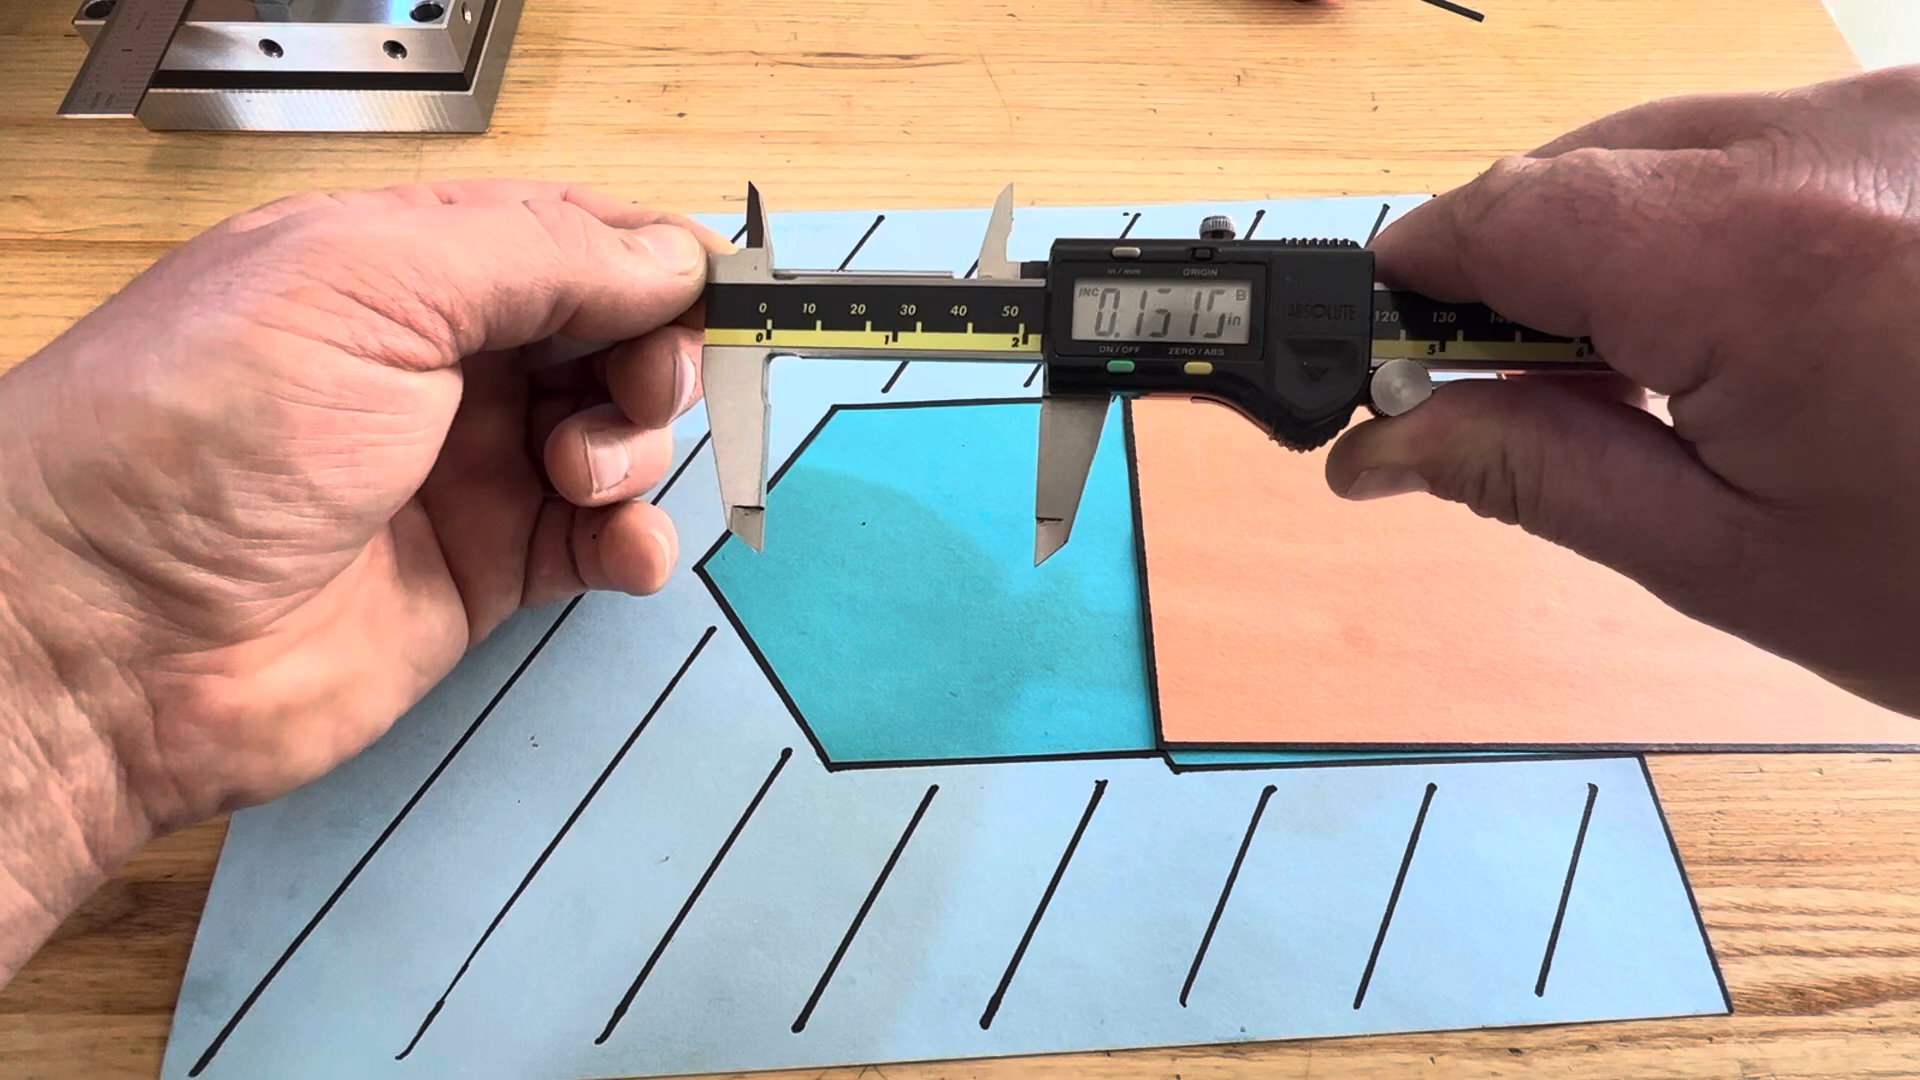 in/mm ORIGIN
INC 0.1515 B in
ABSOLUTE
ON/OFF ZERO/ABS
0 10 20 30 40 50
120 130
0 1 2
5 6